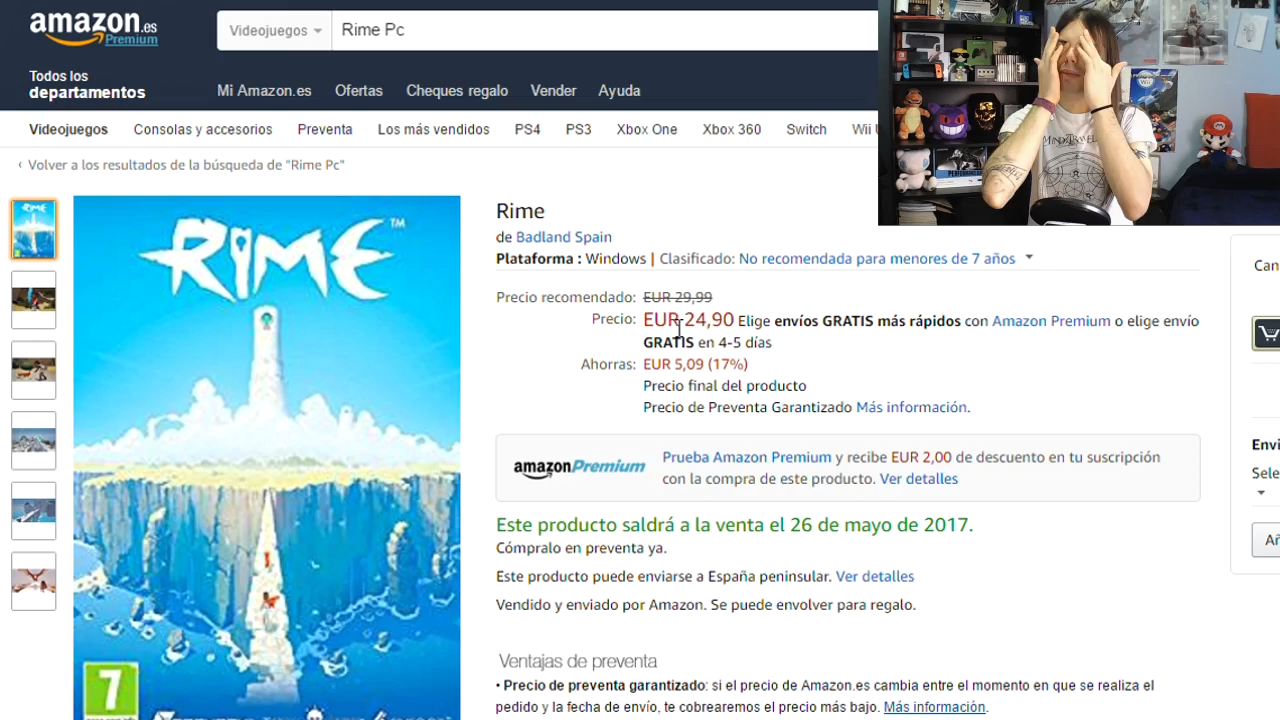 amazon.es
Premium
Videojuegos
Rime Pc
Todos los
departamentos
Mi Amazon.es Ofertas Cheques regalo Vender Ayuda
Videojuegos Consolas y accesorios Preventa Los más vendidos PS4 PS3 Xbox One Xbox 360 Switch Wii
‹ Volver a los resultados de la búsqueda de "Rime Pc"
RiME™
7
Rime
de Badland Spain
Plataforma : Windows | Clasificado: No recomendada para menores de 7 años
Precio recomendado: EUR 29,99
Precio: EUR 24,90 Elige envíos GRATIS más rápidos con Amazon Premium o elige envío
GRATIS en 4-5 días
Ahorras: EUR 5,09 (17%)
Precio final del producto
Precio de Preventa Garantizado Más información.
amazonPremium
Prueba Amazon Premium y recibe EUR 2,00 de descuento en tu suscripción
con la compra de este producto. Ver detalles
Este producto saldrá a la venta el 26 de mayo de 2017.
Cómpralo en preventa ya.
Este producto puede enviarse a España peninsular. Ver detalles
Vendido y enviado por Amazon. Se puede envolver para regalo.
Ventajas de preventa
• Precio de preventa garantizado: si el precio de Amazon.es cambia entre el momento en que se realiza el
pedido y la fecha de envío, te cobraremos el precio más bajo. Más información.
Can
Envi
Sele
Añ